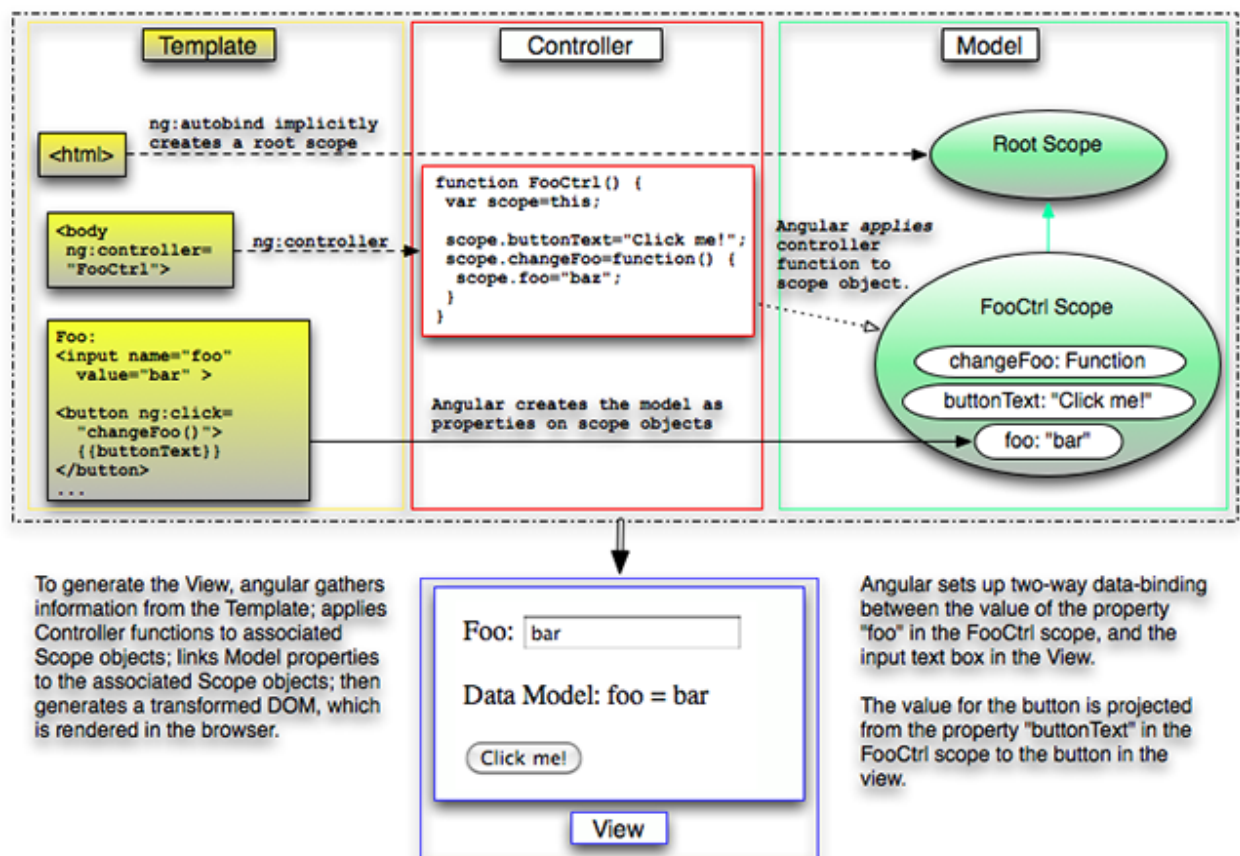 Template
Controller
Model
ng:autobind implicitly
creates a root scope
<html>
Root Scope
<body
ng:controller=
"FooCtrl">
ng:controller
function FooCtrl() {
var scope=this;
scope.buttonText="Click me!";
scope.changeFoo=function() {
scope.foo="baz";
}
}
Angular applies
controller
function to
scope object.
FooCtrl Scope
changeFoo: Function
buttonText: "Click me!"
foo: "bar"
Foo:
<input name="foo"
value="bar" >
<button ng:click=
"changeFoo()">
{{buttonText}}
</button>
...
Angular creates the model as
properties on scope objects
To generate the View, angular gathers
information from the Template; applies
Controller functions to associated
Scope objects; links Model properties
to the associated Scope objects; then
generates a transformed DOM, which
is rendered in the browser.
Foo: bar
Data Model: foo = bar
Click me!
View
Angular sets up two-way data-binding
between the value of the property
"foo" in the FooCtrl scope, and the
input text box in the View.
The value for the button is projected
from the property "buttonText" in the
FooCtrl scope to the button in the
view.